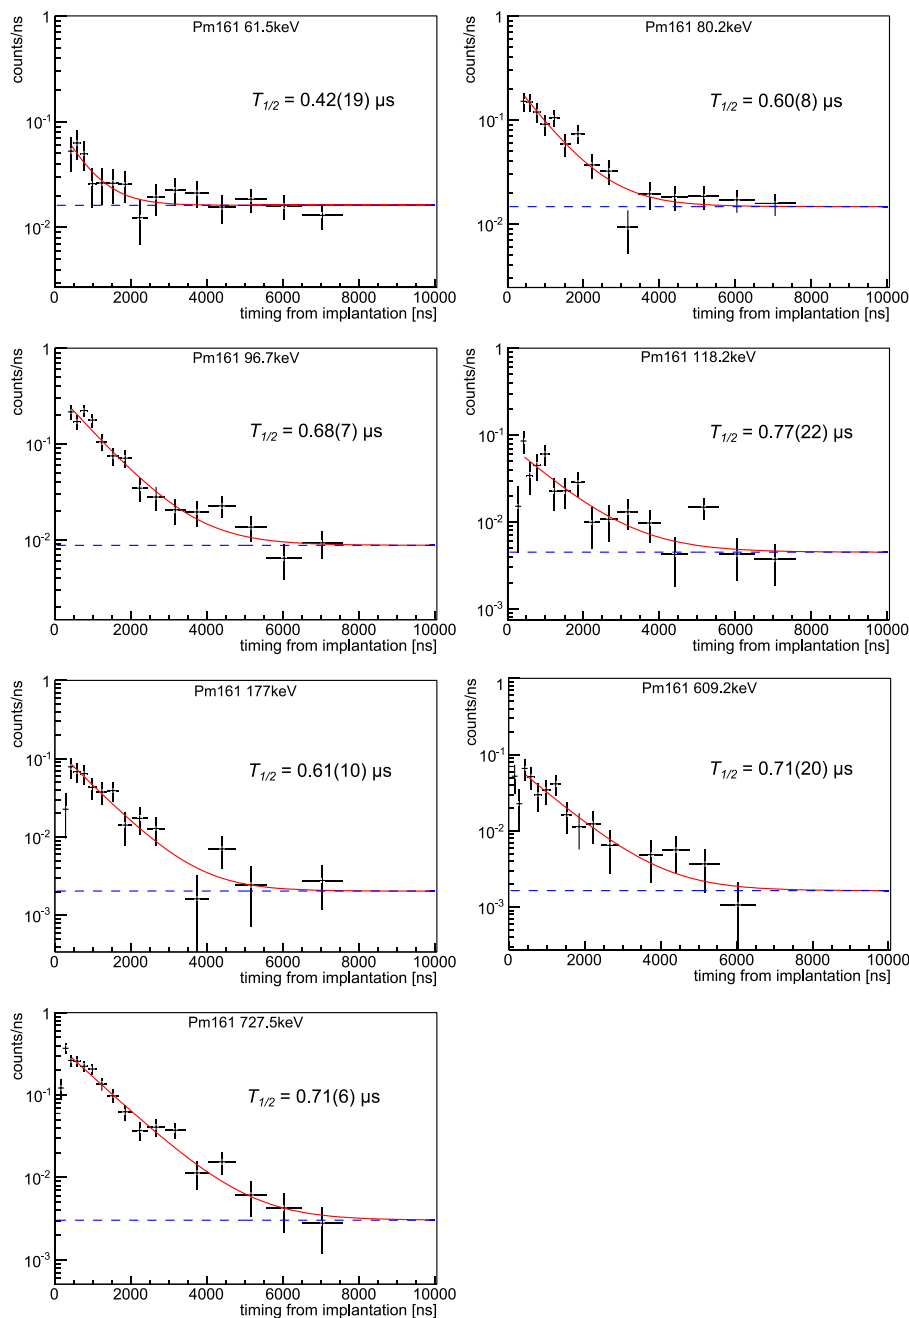 counts/ns
1
10⁻¹
10⁻²
Pm161 61.5keV
T1/2 = 0.42(19) μs
0 2000 4000 6000 8000 10000
timing from implantation [ns]
counts/ns
1
10⁻¹
10⁻²
Pm161 80.2keV
T1/2 = 0.60(8) μs
0 2000 4000 6000 8000 10000
timing from implantation [ns]
counts/ns
1
10⁻¹
10⁻²
Pm161 96.7keV
T1/2 = 0.68(7) μs
0 2000 4000 6000 8000 10000
timing from implantation [ns]
counts/ns
1
10⁻¹
10⁻²
10⁻³
Pm161 118.2keV
T1/2 = 0.77(22) μs
0 2000 4000 6000 8000 10000
timing from implantation [ns]
counts/ns
1
10⁻¹
10⁻²
10⁻³
Pm161 177keV
T1/2 = 0.61(10) μs
0 2000 4000 6000 8000 10000
timing from implantation [ns]
counts/ns
1
10⁻¹
10⁻²
10⁻³
Pm161 609.2keV
T1/2 = 0.71(20) μs
0 2000 4000 6000 8000 10000
timing from implantation [ns]
counts/ns
1
10⁻¹
10⁻²
10⁻³
Pm161 727.5keV
T1/2 = 0.71(6) μs
0 2000 4000 6000 8000 10000
timing from implantation [ns]